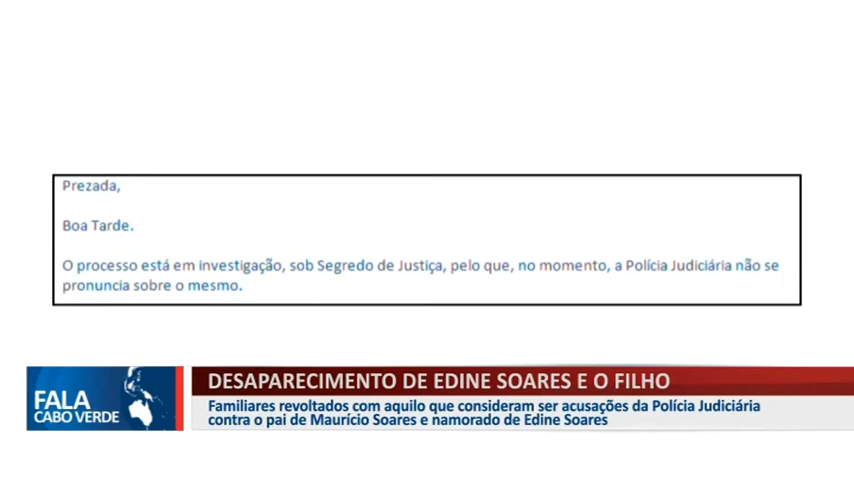 Prezada,
Boa Tarde.
O processo está em investigação, sob Segredo de Justiça, pelo que, no momento, a Polícia Judiciária não se
pronuncia sobre o mesmo.
FALA
CABO VERDE
DESAPARECIMENTO DE EDINE SOARES E O FILHO
Familiares revoltados com aquilo que consideram ser acusações da Polícia Judiciária
contra o pai de Maurício Soares e namorado de Edine Soares